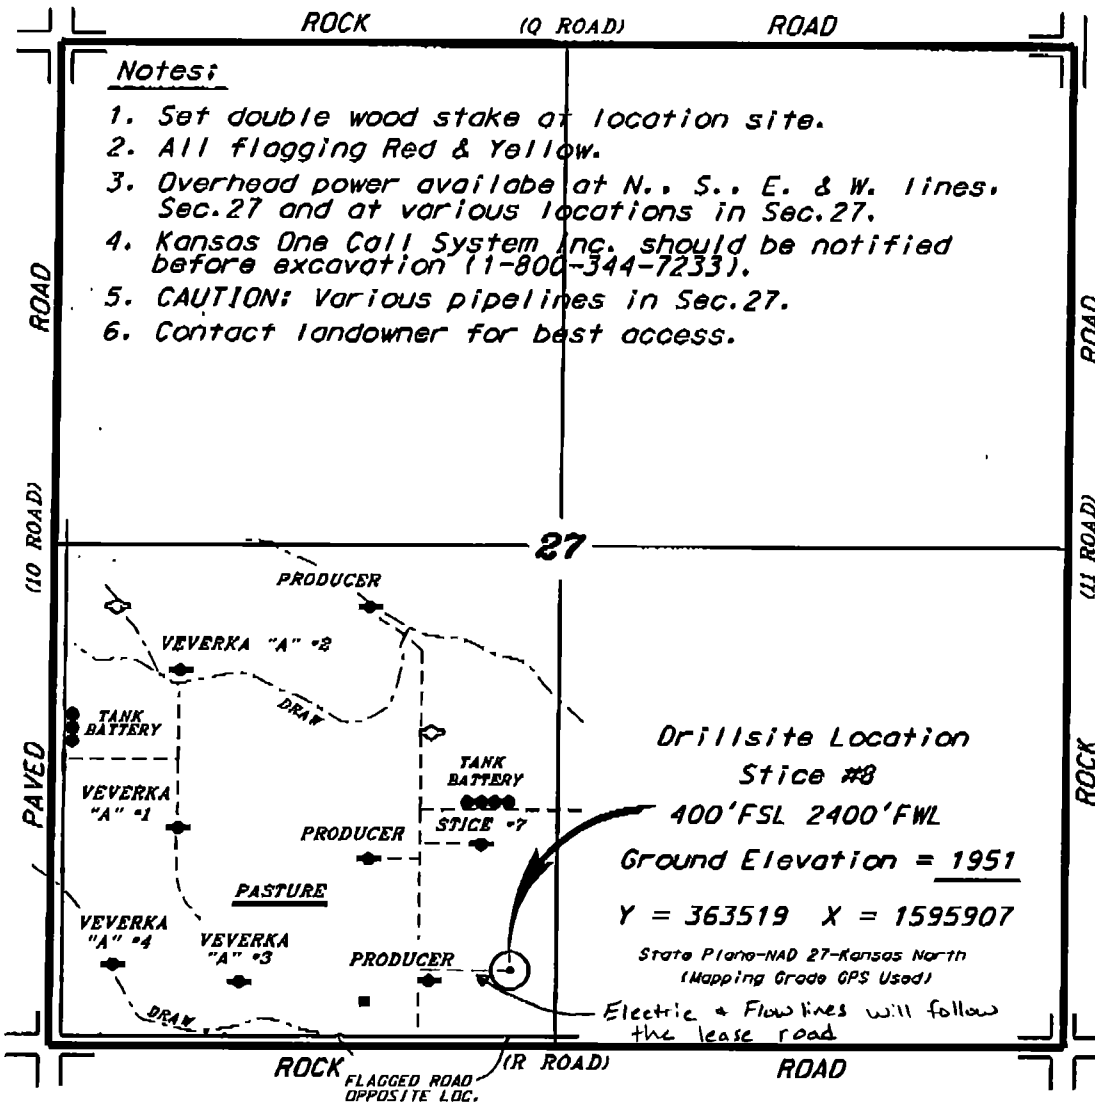 ROCK (Q ROAD) ROAD
Notes:
1. Set double wood stake at location site.
2. All flagging Red & Yellow.
3. Overhead power availabe at N., S., E. & W. lines.
Sec.27 and at various locations in Sec.27.
4. Kansas One Call System Inc. should be notified
before excavation (1-800-344-7233).
5. CAUTION: Various pipelines in Sec.27.
6. Contact landowner for best access.
ROAD
ROAD
(10 ROAD)
(11 ROAD)
27
PRODUCER
VEVERKA "A" #2
DRAW
TANK
BATTERY
PAVED
ROCK
Drillsite Location
Stice #8
400'FSL 2400'FWL
TANK
BATTERY
VEVERKA
"A" #1
PRODUCER
STICE #7
Ground Elevation = 1951
PASTURE
Y = 363519 X = 1595907
VEVERKA
"A" #4
VEVERKA
"A" #3
PRODUCER
State Plane-NAD 27-Kansas North
(Mapping Grade GPS Used)
Electric & Flowlines will follow
the lease road
DRAW
ROCK (R ROAD) ROAD
FLAGGED ROAD
OPPOSITE LOC.